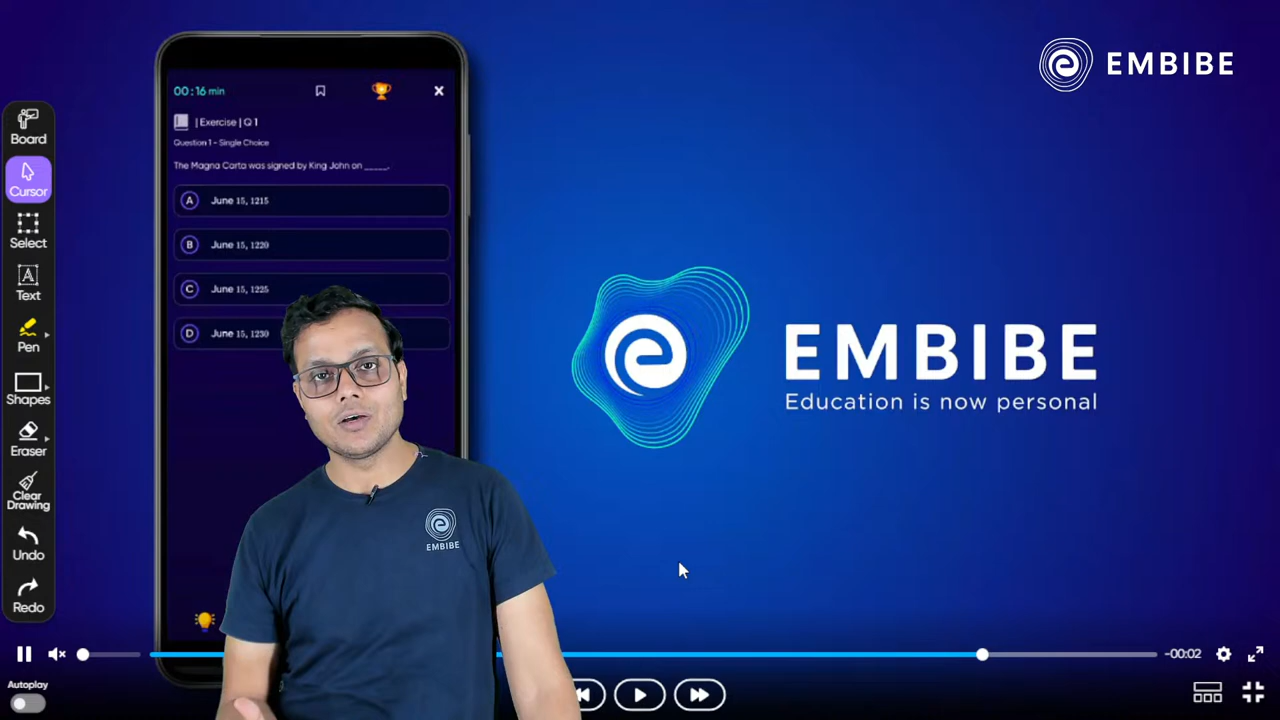 EMBIBE
00:16 min
| Exercise | Q 1
Question 1 - Single Choice
The Magna Carta was signed by King John on _____.
A June 15, 1215
B June 15, 1220
C June 15, 1225
D June 15, 1230
Board
Cursor
Select
Text
Pen
Shapes
Eraser
Clear
Drawing
Undo
Redo
EMBIBE
Education is now personal
EMBIBE
-00:02
Autoplay